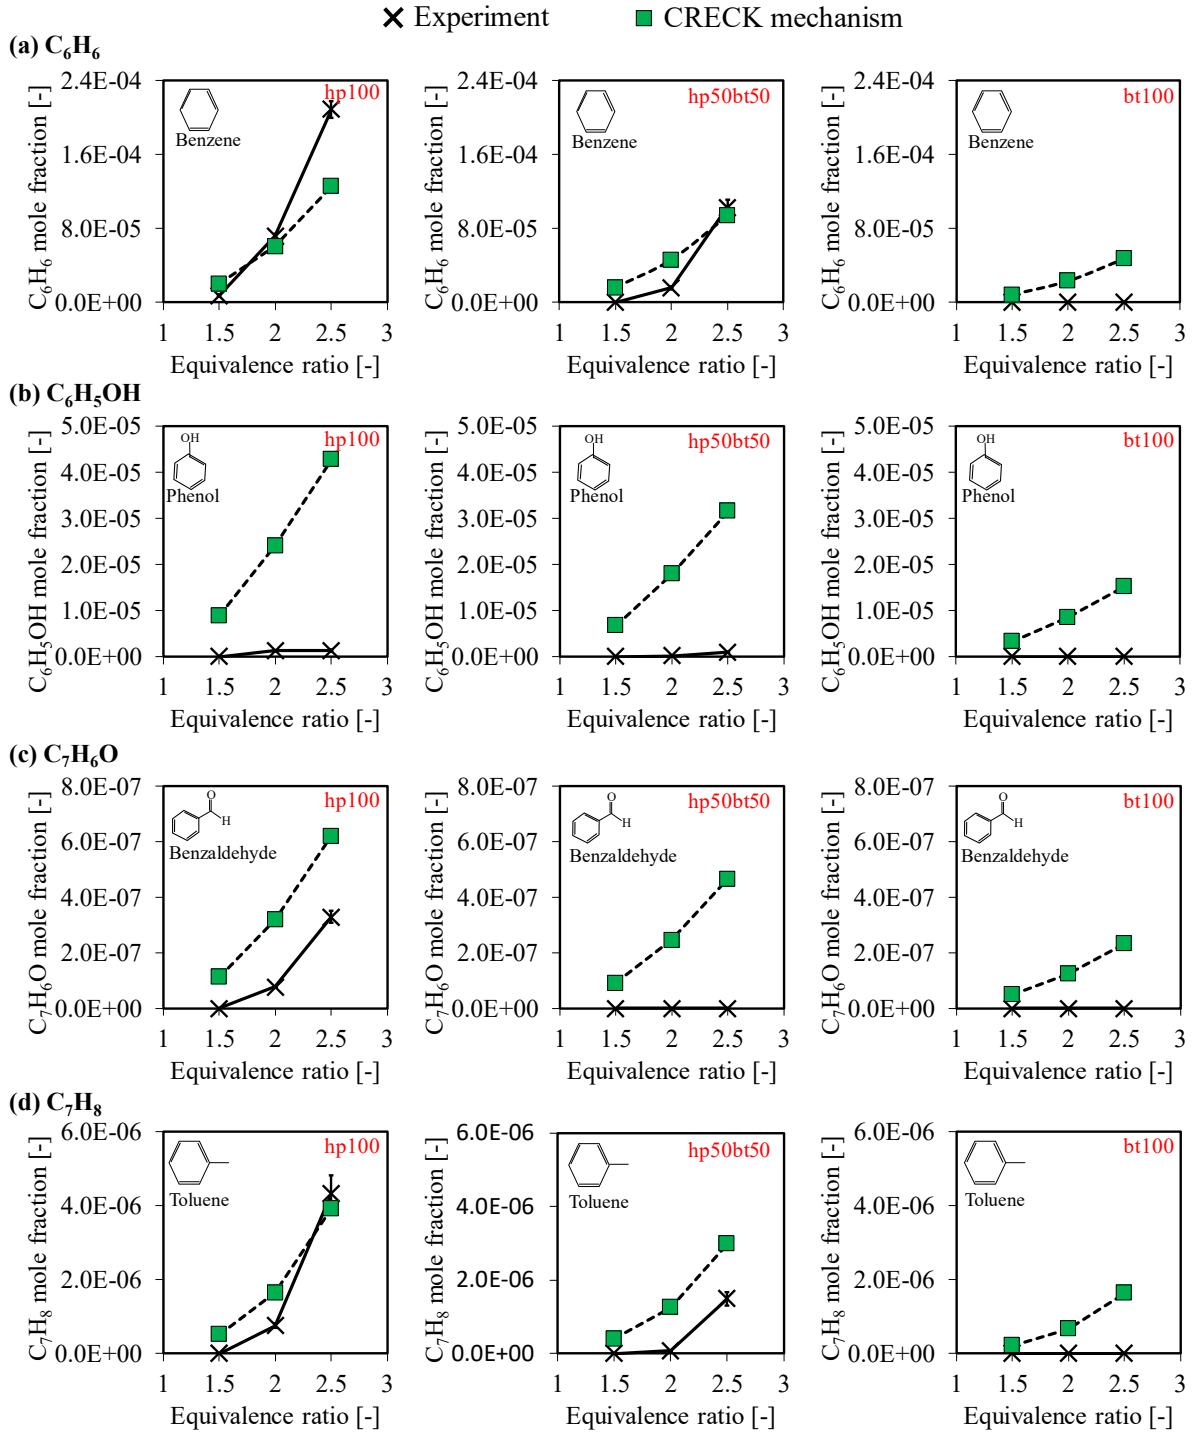 Experiment CRECK mechanism
(a) C₆H₆
C₆H₆ mole fraction [-]
2.4E-04
1.6E-04
8.0E-05
0.0E+00
Benzene
hp100
1 1.5 2 2.5 3
Equivalence ratio [-]
C₆H₆ mole fraction [-]
2.4E-04
1.6E-04
8.0E-05
0.0E+00
Benzene
hp50bt50
1 1.5 2 2.5 3
Equivalence ratio [-]
C₆H₆ mole fraction [-]
2.4E-04
1.6E-04
8.0E-05
0.0E+00
Benzene
bt100
1 1.5 2 2.5 3
Equivalence ratio [-]
(b) C₆H₅OH
C₆H₅OH mole fraction [-]
5.0E-05
4.0E-05
3.0E-05
2.0E-05
1.0E-05
0.0E+00
OH
Phenol
hp100
1 1.5 2 2.5 3
Equivalence ratio [-]
C₆H₅OH mole fraction [-]
5.0E-05
4.0E-05
3.0E-05
2.0E-05
1.0E-05
0.0E+00
OH
Phenol
hp50bt50
1 1.5 2 2.5 3
Equivalence ratio [-]
C₆H₅OH mole fraction [-]
5.0E-05
4.0E-05
3.0E-05
2.0E-05
1.0E-05
0.0E+00
OH
Phenol
bt100
1 1.5 2 2.5 3
Equivalence ratio [-]
(c) C₇H₆O
C₇H₆O mole fraction [-]
8.0E-07
6.0E-07
4.0E-07
2.0E-07
0.0E+00
O
H
Benzaldehyde
hp100
1 1.5 2 2.5 3
Equivalence ratio [-]
C₇H₆O mole fraction [-]
8.0E-07
6.0E-07
4.0E-07
2.0E-07
0.0E+00
O
H
Benzaldehyde
hp50bt50
1 1.5 2 2.5 3
Equivalence ratio [-]
C₇H₆O mole fraction [-]
8.0E-07
6.0E-07
4.0E-07
2.0E-07
0.0E+00
O
H
Benzaldehyde
bt100
1 1.5 2 2.5 3
Equivalence ratio [-]
(d) C₇H₈
C₇H₈ mole fraction [-]
6.0E-06
4.0E-06
2.0E-06
0.0E+00
Toluene
hp100
1 1.5 2 2.5 3
Equivalence ratio [-]
C₇H₈ mole fraction [-]
6.0E-06
4.0E-06
2.0E-06
0.0E+00
Toluene
hp50bt50
1 1.5 2 2.5 3
Equivalence ratio [-]
C₇H₈ mole fraction [-]
6.0E-06
4.0E-06
2.0E-06
0.0E+00
Toluene
bt100
1 1.5 2 2.5 3
Equivalence ratio [-]